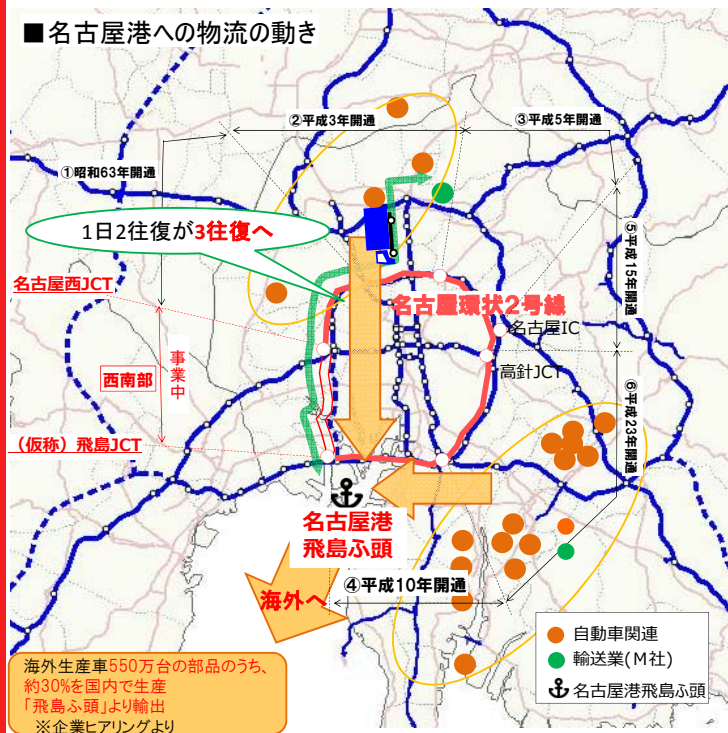 ■名古屋港への物流の動き
②平成3年開通
③平成5年開通
①昭和63年開通
1日2往復が3往復へ
⑤平成15年開通
名古屋西JCT
名古屋環状2号線
名古屋IC
事業中
西南部
高針JCT
⑥平成23年開通
(仮称)飛島JCT
名古屋港
飛島ふ頭
④平成10年開通
海外へ
自動車関連
輸送業(M社)
名古屋港飛島ふ頭
海外生産車550万台の部品のうち、
約30%を国内で生産
「飛島ふ頭」より輸出
※企業ヒアリングより